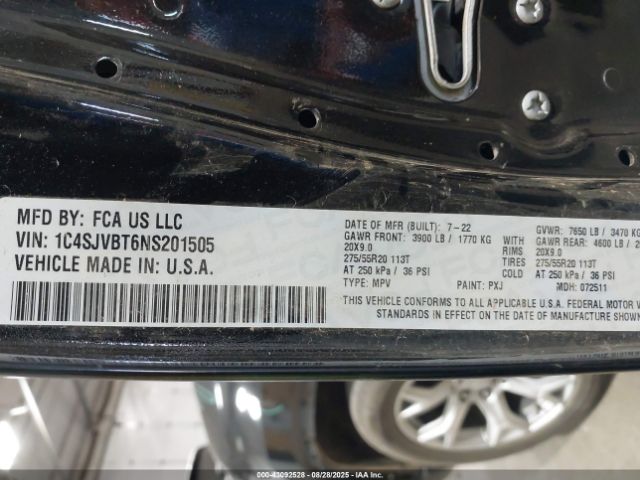 MFD BY: FCA US LLC
VIN: 1C4SJVBT6NS201505
VEHICLE MADE IN: U.S.A.
DATE OF MFR (BUILT): 7-22
GAWR FRONT: 3900 LB / 1770 KG
20X9.0
275/55R20 113T
AT 250 kPa / 36 PSI
TYPE: MPV PAINT: PXJ MDH: 072511
GVWR: 7650 LB / 3470 KG
GAWR REAR: 4600 LB /
RIMS 20X9.0
TIRES 275/55R20 113T
COLD AT 250 kPa / 36 PSI
THIS VEHICLE CONFORMS TO ALL APPLICABLE U.S.A. FEDERAL MOTOR
STANDARDS IN EFFECT ON THE DATE OF MANUFACTURE SHOWN
000-43092528 - 08/28/2025 - IAAI.COM